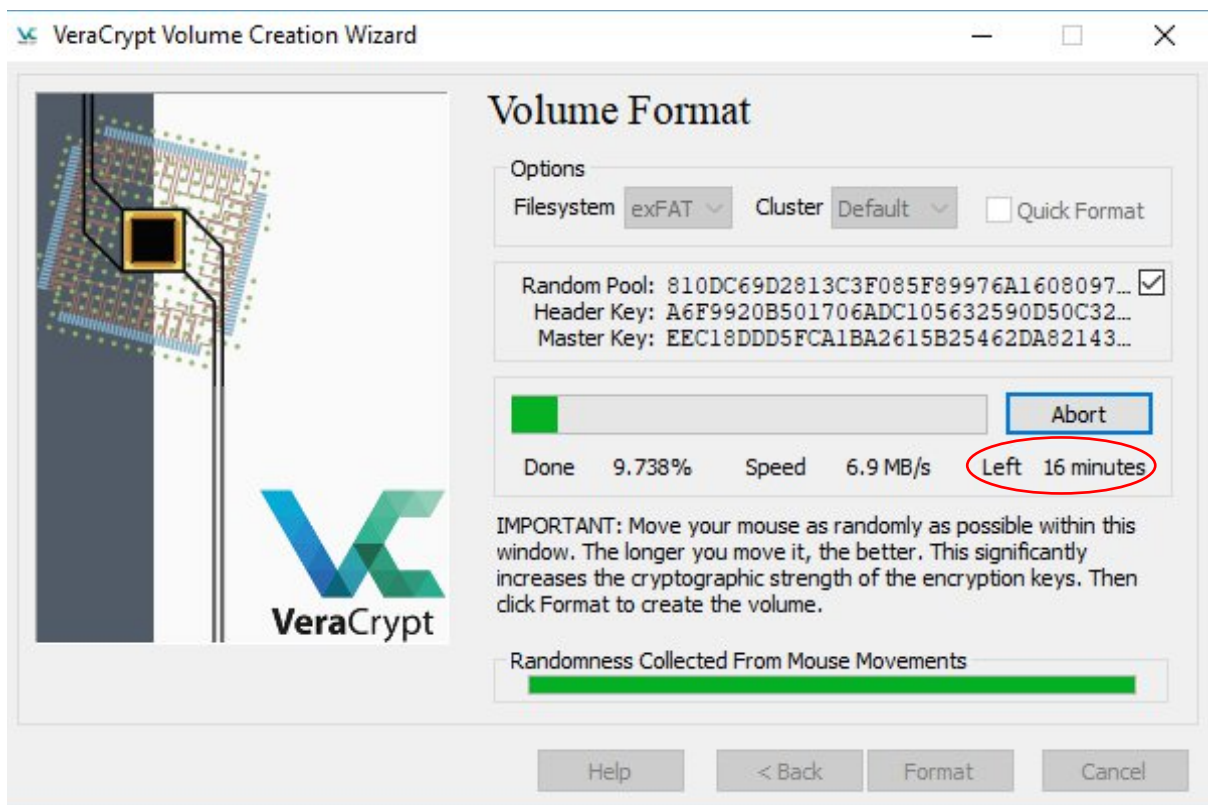 VeraCrypt Volume Creation Wizard
Volume Format
Options
Filesystem exFAT Cluster Default Quick Format
Random Pool: 810DC69D2813C3F085F89976A1608097...
Header Key: A6F9920B501706ADC105632590D50C32...
Master Key: EEC18DDD5FCA1BA2615B25462DA82143...
Abort
Done 9.738% Speed 6.9 MB/s Left 16 minutes
IMPORTANT: Move your mouse as randomly as possible within this
window. The longer you move it, the better. This significantly
increases the cryptographic strength of the encryption keys. Then
click Format to create the volume.
VeraCrypt
Randomness Collected From Mouse Movements
Help < Back Format Cancel